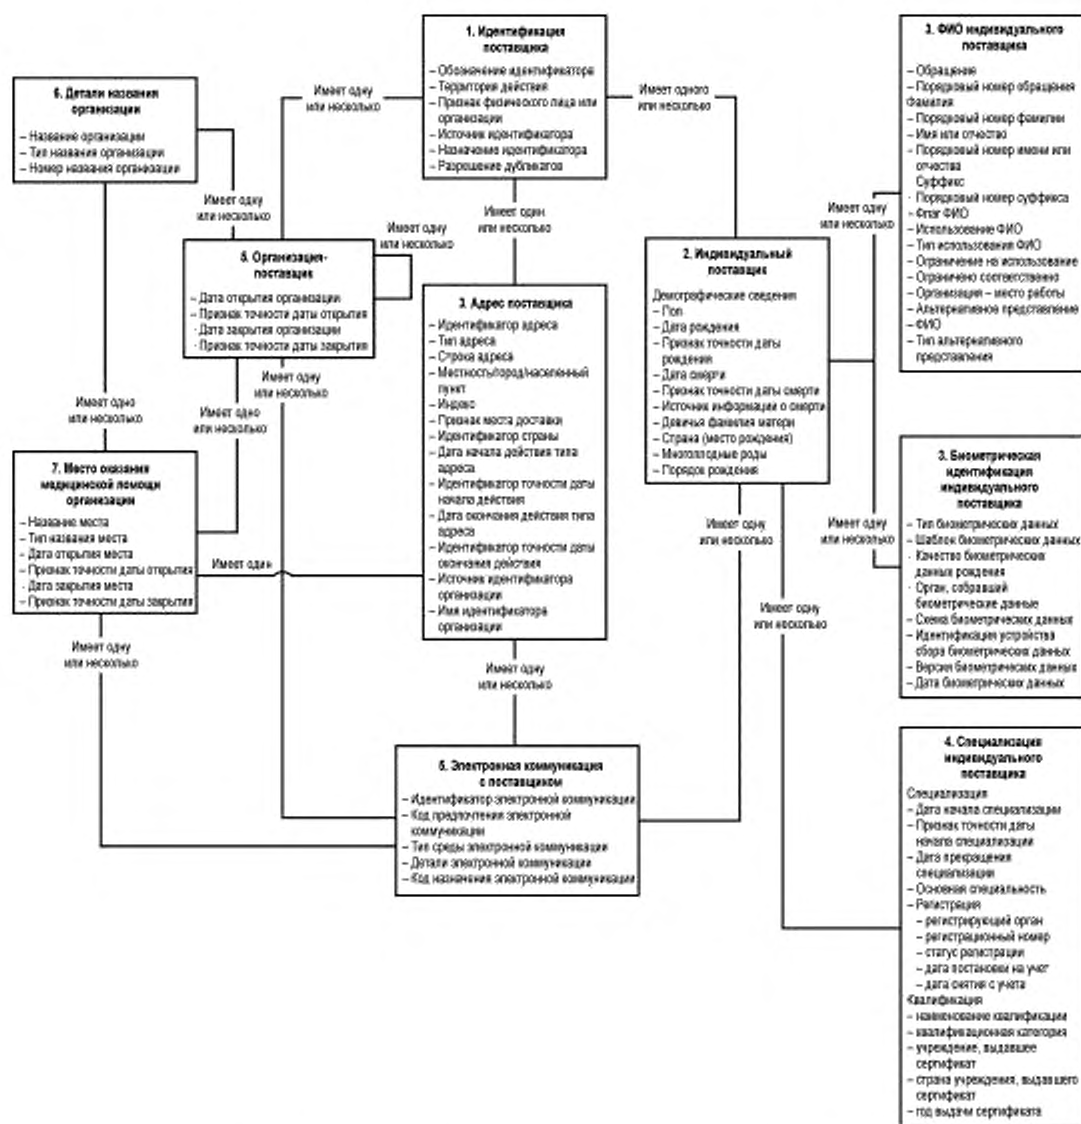 1. Идентификация
поставщика
– Обозначение идентификаторе
– Территория действия
– Признак физического лица или
организации
– Источник идентификатора
– Назначение идентификатора
– Разрешение дубликатов
3. ФИО индивидуального
поставщика
– Обращение
– Порядковый номер обращения
Фамилия
– Порядковый номер фамилии
– Имя или отчество
– Порядковый номер имени или
отчества
Суффикс
· Порядковый номер суффикса
– Флаг ФИО
– Использование ФИО
– Тип использования ФИО
– Ограничение на использование
– Ограничено соответственно
– Организация – место работы
– Альтернативное представление
– ФИО
– Тип альтернативного
представления
6. Детали названия
организации
– Название организации
– Тип названия организации
– Номер названия организации
Имеет одну
или несколько
Имеет одного
или несколько
Имеет одну
или несколько
Имеет один
или несколько
Имеет одну
или несколько
Имеет одну
или несколько
5. Организация-
поставщик
– Дата открытия организации
– Признак точности даты открытия
· Дата закрытия организации
· Признак точности даты закрытия
2. Индивидуальный
поставщик
Демографические сведения
– Пол
– Дата рождения
– Признак точности даты
рождения
– Дата смерти
– Признак точности даты смерти
– Источник информации о смерти
– Девичья фамилия матери
– Страна (место рождения)
– Многоплодные роды
– Порядок рождения
3. Адрес поставщика
– Идентификатор адреса
– Тип адреса
– Строка адреса
– Местность/город/населенный
пункт
– Индекс
– Признак места доставки
– Идентификатор страны
– Дата начала действия типа
адреса
– Идентификатор точности даты
начала действия
– Дата окончания действия типа
адреса
– Идентификатор точности даты
окончания действия
– Источник идентификатора
организации
– Имя идентификатора
организации
Имеет одну
или несколько
Имеет одно
или несколько
Имеет одно
или несколько
7. Место оказания
медицинской помощи
организации
– Название места
– Тип названия места
– Дата открытия места
– Признак точности даты открытия
· Дата закрытия места
– Признак точности даты закрытия
Имеет один
3. Биометрическая
идентификация
индивидуального
поставщика
– Тип биометрических данных
– Шаблон биометрических данных
· Качество биометрических
данных рождения
· Орган, собравший
биометрические данные
– Схема биометрических данных
– Идентификация устройства
сбора биометрических данных
– Версия биометрических данных
– Дата биометрических данных
Имеет одну
или несколько
Имеет одну
или несколько
Имеет одну
или несколько
Имеет одну
или несколько
Имеет одну
или несколько
6. Электронная коммуникация
с поставщиком
– Идентификатор электронной коммуникации
– Код предпочтения электронной
коммуникации
– Тип среды электронной коммуникации
– Детали электронной коммуникации
– Код назначения электронной коммуникации
4. Специализация
индивидуального
поставщика
Специализация
– Дата начала специализации
– Признак точности даты
начала специализации
– Дата прекращения
специализации
– Основная специальность
– Регистрация
– регистрирующий орган
– регистрационный номер
– статус регистрации
– дата постановки на учет
– дата снятия с учета
Квалификация
– наименование квалификации
– квалификационная категория
– учреждение, выдавшее
сертификат
– страна учреждения, выдавшего
сертификат
– год выдачи сертификата